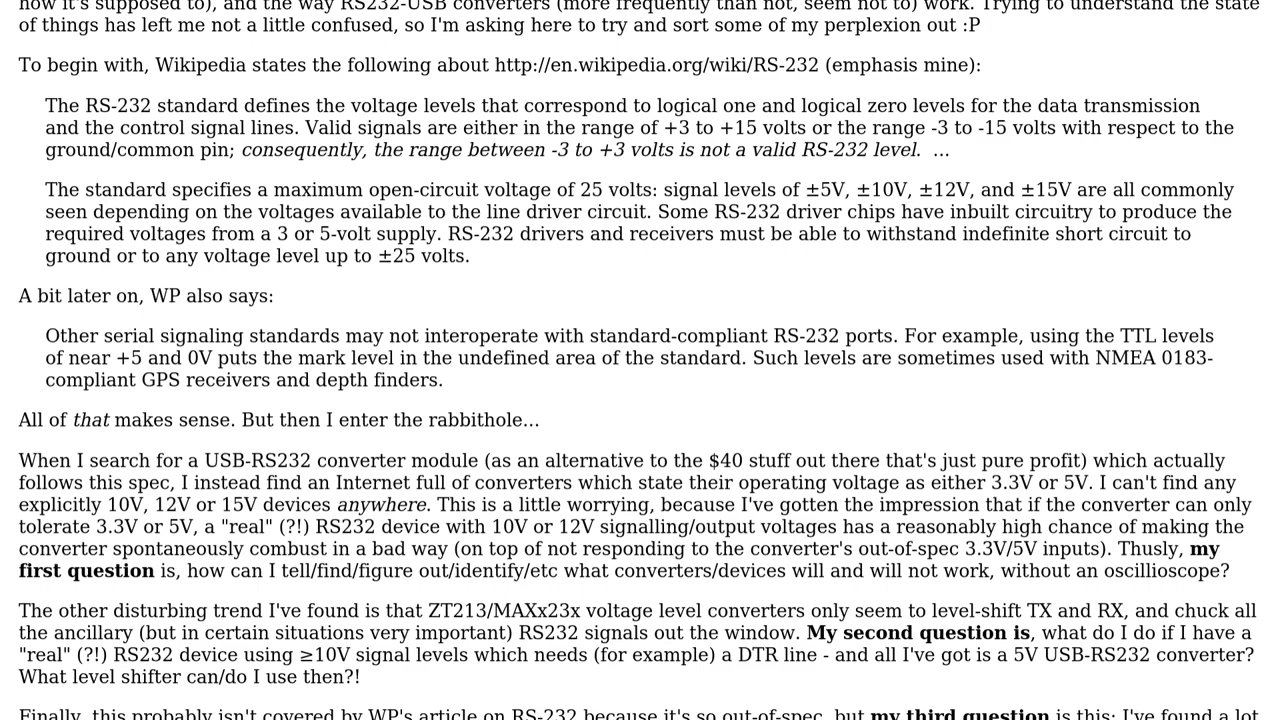 how it's supposed to), and the way RS232-USB converters (more frequently than not, seem not to) work. Trying to understand the state
of things has left me not a little confused, so I'm asking here to try and sort some of my perplexion out :P
To begin with, Wikipedia states the following about http://en.wikipedia.org/wiki/RS-232 (emphasis mine):
The RS-232 standard defines the voltage levels that correspond to logical one and logical zero levels for the data transmission
and the control signal lines. Valid signals are either in the range of +3 to +15 volts or the range -3 to -15 volts with respect to the
ground/common pin; consequently, the range between -3 to +3 volts is not a valid RS-232 level.  ...
The standard specifies a maximum open-circuit voltage of 25 volts: signal levels of ±5V, ±10V, ±12V, and ±15V are all commonly
seen depending on the voltages available to the line driver circuit. Some RS-232 driver chips have inbuilt circuitry to produce the
required voltages from a 3 or 5-volt supply. RS-232 drivers and receivers must be able to withstand indefinite short circuit to
ground or to any voltage level up to ±25 volts.
A bit later on, WP also says:
Other serial signaling standards may not interoperate with standard-compliant RS-232 ports. For example, using the TTL levels
of near +5 and 0V puts the mark level in the undefined area of the standard. Such levels are sometimes used with NMEA 0183-
compliant GPS receivers and depth finders.
All of that makes sense. But then I enter the rabbithole...
When I search for a USB-RS232 converter module (as an alternative to the $40 stuff out there that's just pure profit) which actually
follows this spec, I instead find an Internet full of converters which state their operating voltage as either 3.3V or 5V. I can't find any
explicitly 10V, 12V or 15V devices anywhere. This is a little worrying, because I've gotten the impression that if the converter can only
tolerate 3.3V or 5V, a "real" (?!) RS232 device with 10V or 12V signalling/output voltages has a reasonably high chance of making the
converter spontaneously combust in a bad way (on top of not responding to the converter's out-of-spec 3.3V/5V inputs). Thusly, my
first question is, how can I tell/find/figure out/identify/etc what converters/devices will and will not work, without an oscillioscope?
The other disturbing trend I've found is that ZT213/MAXx23x voltage level converters only seem to level-shift TX and RX, and chuck all
the ancillary (but in certain situations very important) RS232 signals out the window. My second question is, what do I do if I have a
"real" (?!) RS232 device using ≥10V signal levels which needs (for example) a DTR line - and all I've got is a 5V USB-RS232 converter?
What level shifter can/do I use then?!
Finally, this probably isn't covered by WP's article on RS-232 because it's so out-of-spec, but my third question is this: I've found a lot